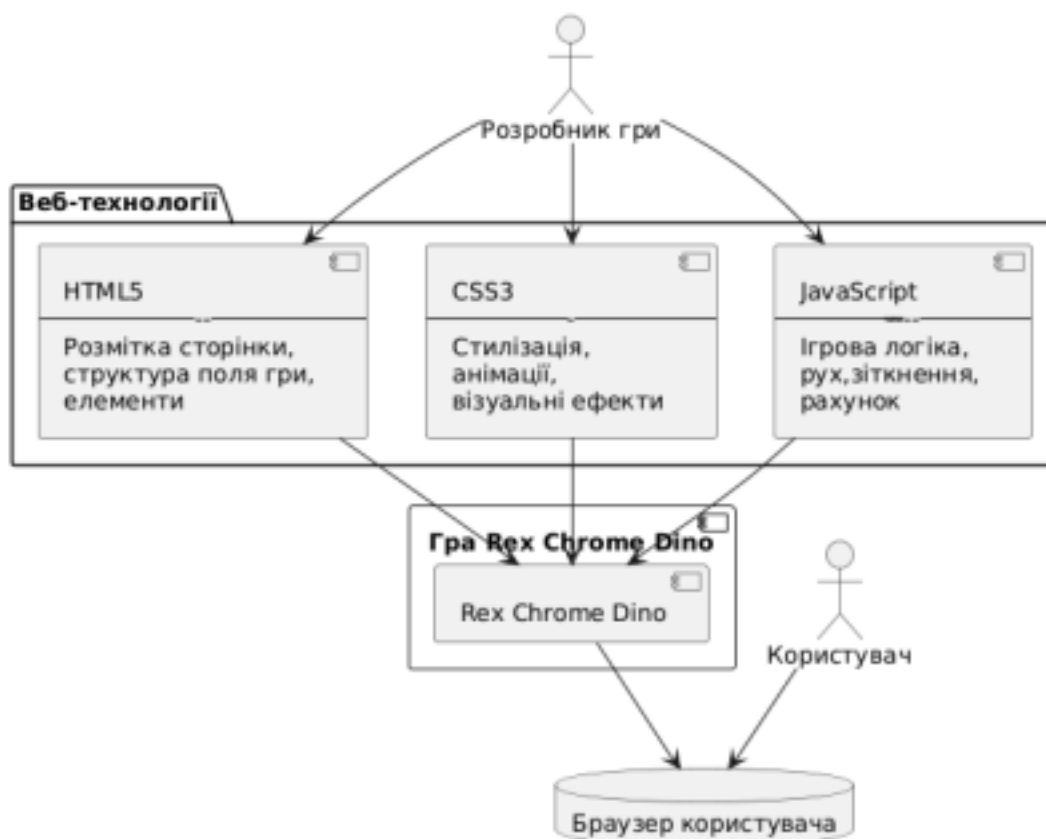 Розробник гри
Веб-технології
HTML5
Розмітка сторінки,
структура поля гри,
елементи
CSS3
Стилізація,
анімації,
візуальні ефекти
JavaScript
Ігрова логіка,
рух,зіткнення,
рахунок
Гра Rex Chrome Dino
Rex Chrome Dino
Користувач
Браузер користувача